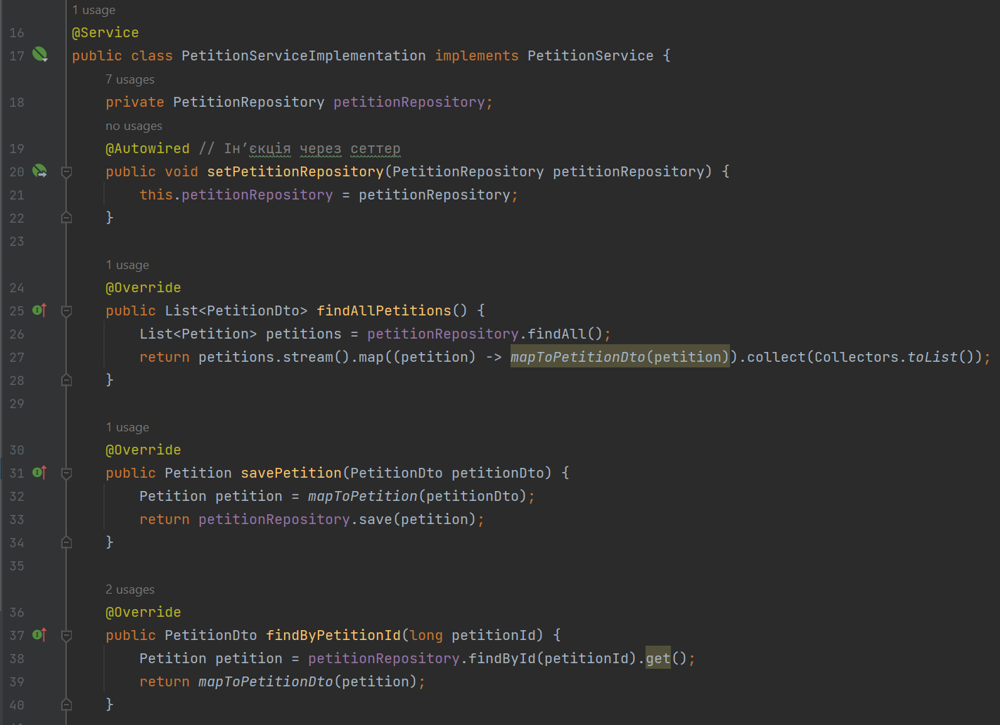 1 usage
16 @Service
17 public class PetitionServiceImplementation implements PetitionService {
7 usages
18 private PetitionRepository petitionRepository;
no usages
19 @Autowired // Ін’єкція через сеттер
20 public void setPetitionRepository(PetitionRepository petitionRepository) {
21 this.petitionRepository = petitionRepository;
22 }
23
1 usage
24 @Override
25 public List<PetitionDto> findAllPetitions() {
26 List<Petition> petitions = petitionRepository.findAll();
27 return petitions.stream().map((petition) -> mapToPetitionDto(petition)).collect(Collectors.toList());
28 }
29
1 usage
30 @Override
31 public Petition savePetition(PetitionDto petitionDto) {
32 Petition petition = mapToPetition(petitionDto);
33 return petitionRepository.save(petition);
34 }
35
2 usages
36 @Override
37 public PetitionDto findByPetitionId(long petitionId) {
38 Petition petition = petitionRepository.findById(petitionId).get();
39 return mapToPetitionDto(petition);
40 }